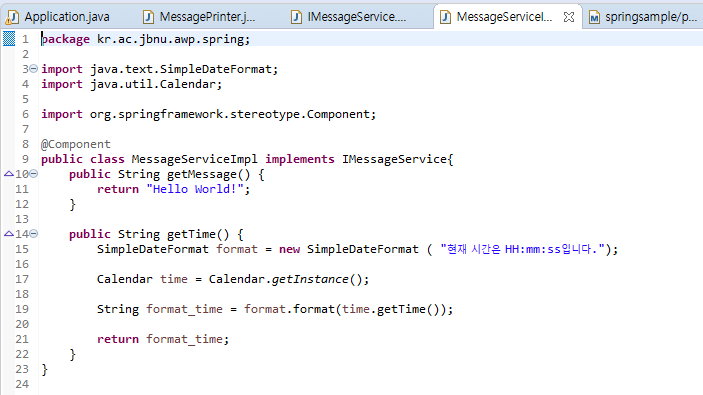 Application.java MessagePrinter.j... IMessageService.... MessageServiceI... springsample/p...
1 package kr.ac.jbnu.awp.spring;
2
3 import java.text.SimpleDateFormat;
4 import java.util.Calendar;
5
6 import org.springframework.stereotype.Component;
7
8 @Component
9 public class MessageServiceImpl implements IMessageService{
10 public String getMessage() {
11 return "Hello World!";
12 }
13
14 public String getTime() {
15 SimpleDateFormat format = new SimpleDateFormat ( "현재 시간은 HH:mm:ss입니다.");
16
17 Calendar time = Calendar.getInstance();
18
19 String format_time = format.format(time.getTime());
20
21 return format_time;
22 }
23 }
24